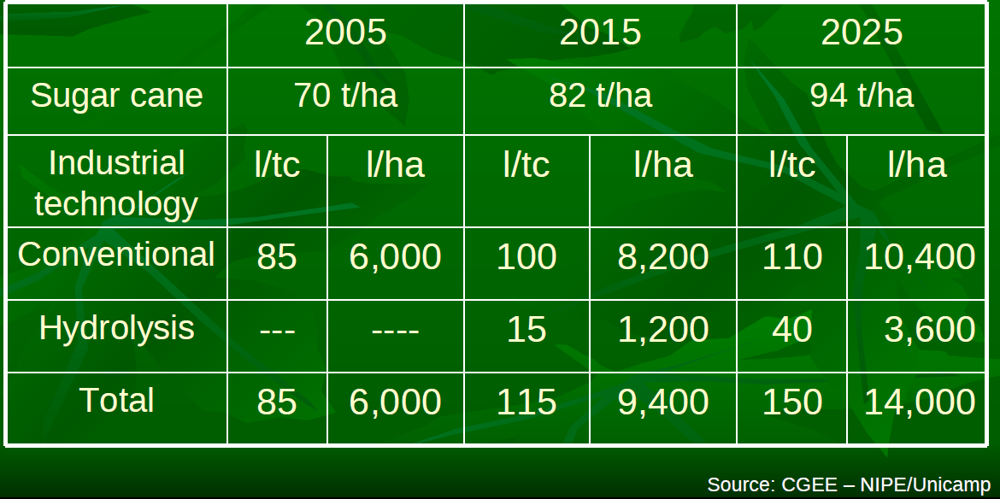 2005 2015 2025
Sugar cane 70 t/ha 82 t/ha 94 t/ha
Industrial l/tc l/ha l/tc l/ha l/tc l/ha
technology
Conventional 85 6,000 100 8,200 110 10,400
Hydrolysis --- ---- 15 1,200 40 3,600
Total 85 6,000 115 9,400 150 14,000
Source: CGEE – NIPE/Unicamp